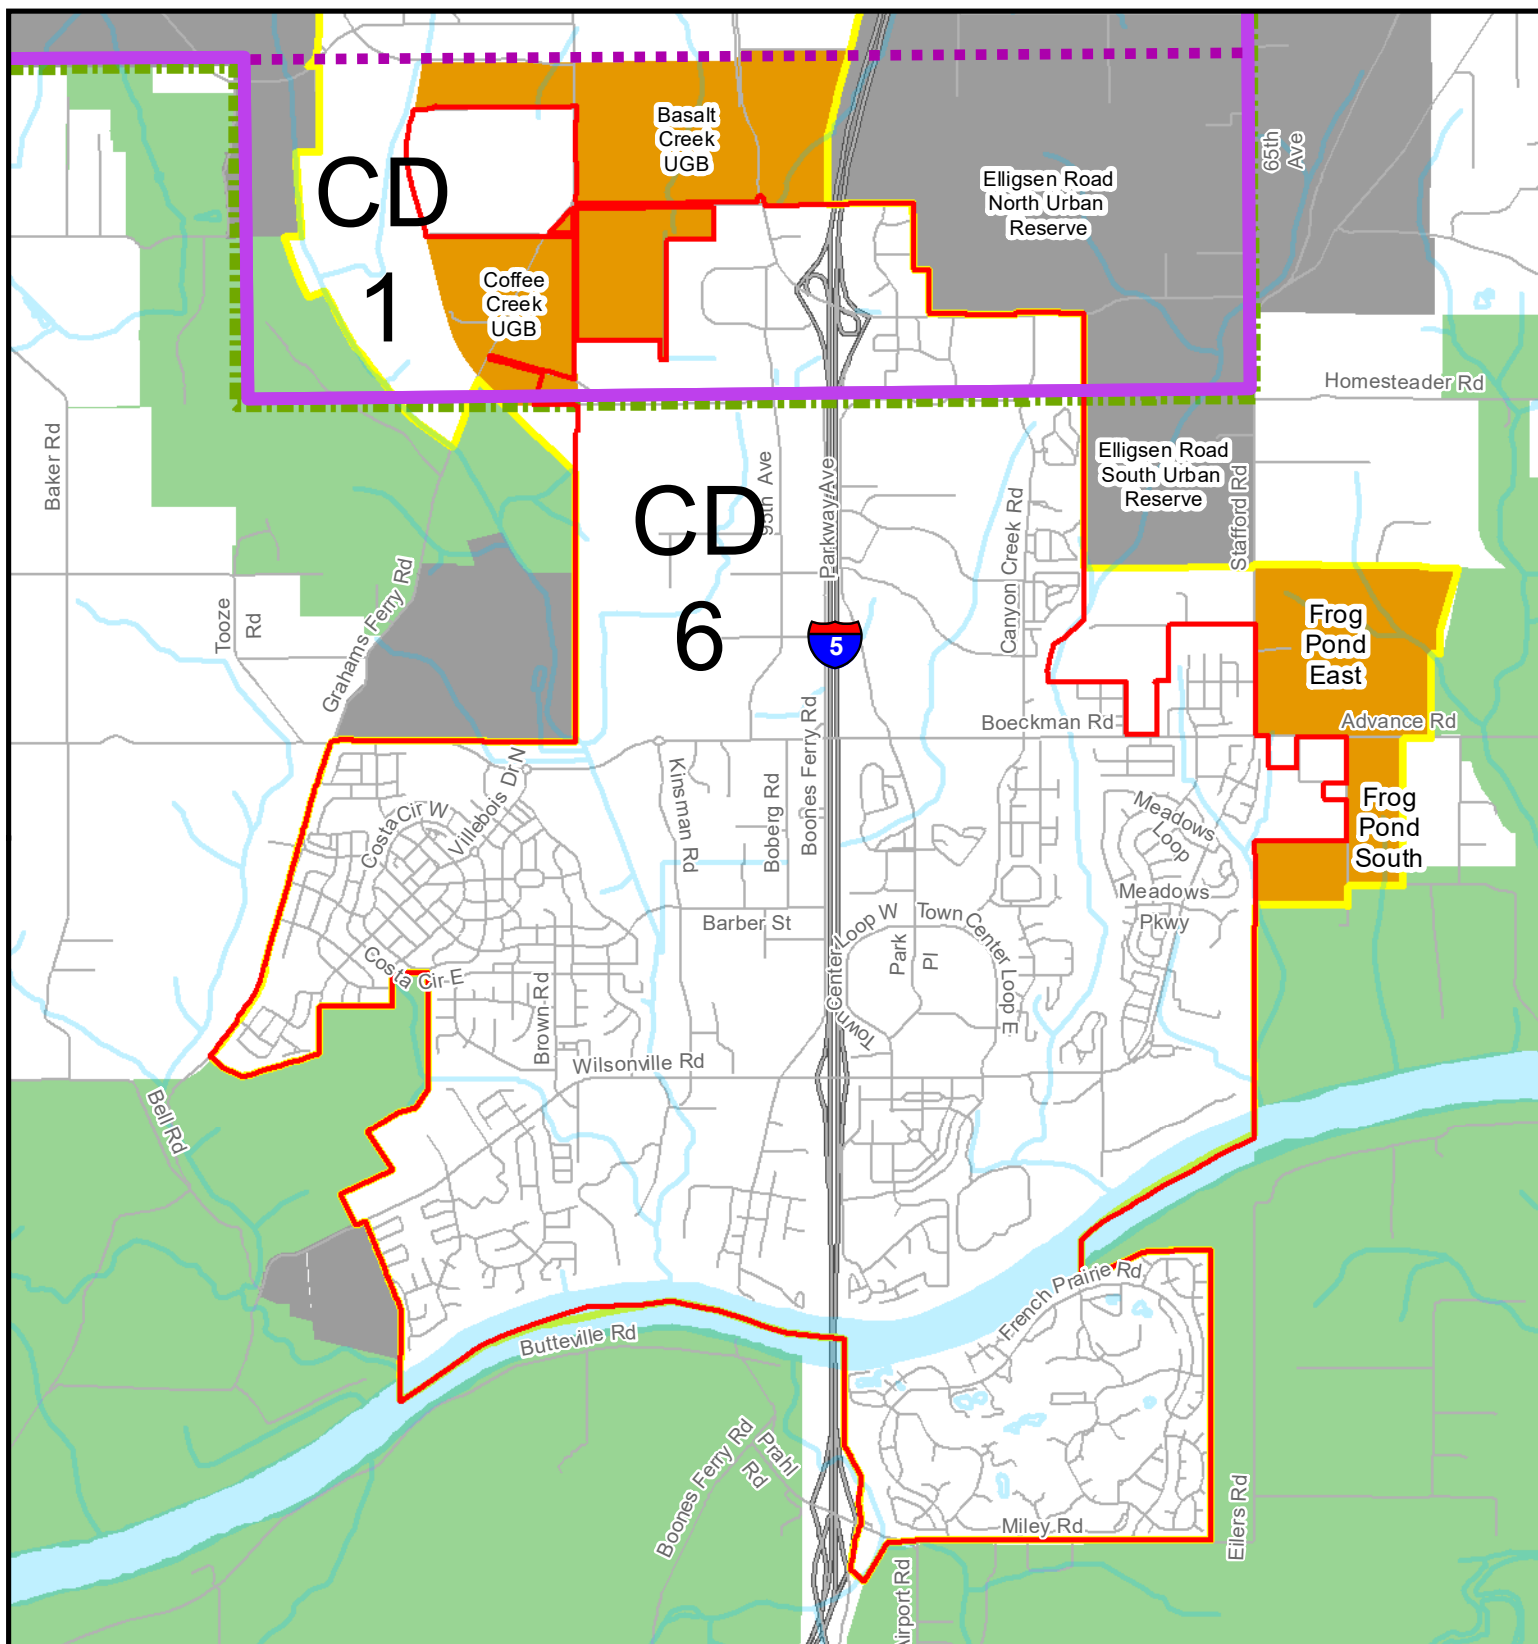 Basalt
Creek
UGB
CD
1
Elligsen Road
North Urban
Reserve
65th
Ave
Coffee
Creek
UGB
Homesteader Rd
Baker Rd
Elligsen Road
South Urban
Reserve
CD
6
95th Ave
Parkway Ave
Canyon Creek Rd
Stafford Rd
Tooze
Rd
Grahams Ferry Rd
5
Frog
Pond
East
Boeckman Rd
Advance Rd
Boones Ferry Rd
Kinsman Rd
Boberg Rd
Villebois Dr N
Costa Cir W
Meadows
Loop
Frog
Pond
South
Meadows
Pkwy
Barber St
Town Center Loop W
Park
Pl
Town Center Loop E
Costa Cir E
Brown Rd
Wilsonville Rd
Bell Rd
French Prairie Rd
Butteville Rd
Boones Ferry Rd
Prahl
Rd
Miley Rd
Eilers Rd
Airport Rd